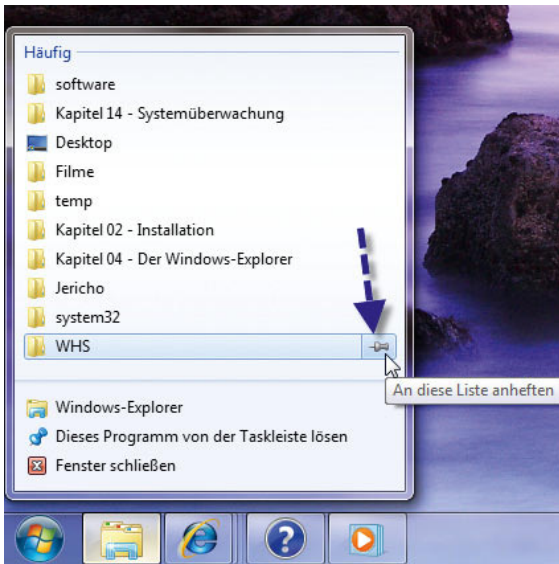 Häufig
software
Kapitel 14 - Systemüberwachung
Desktop
Filme
temp
Kapitel 02 - Installation
Kapitel 04 - Der Windows-Explorer
Jericho
system32
WHS
An diese Liste anheften
Windows-Explorer
Dieses Programm von der Taskleiste lösen
Fenster schließen